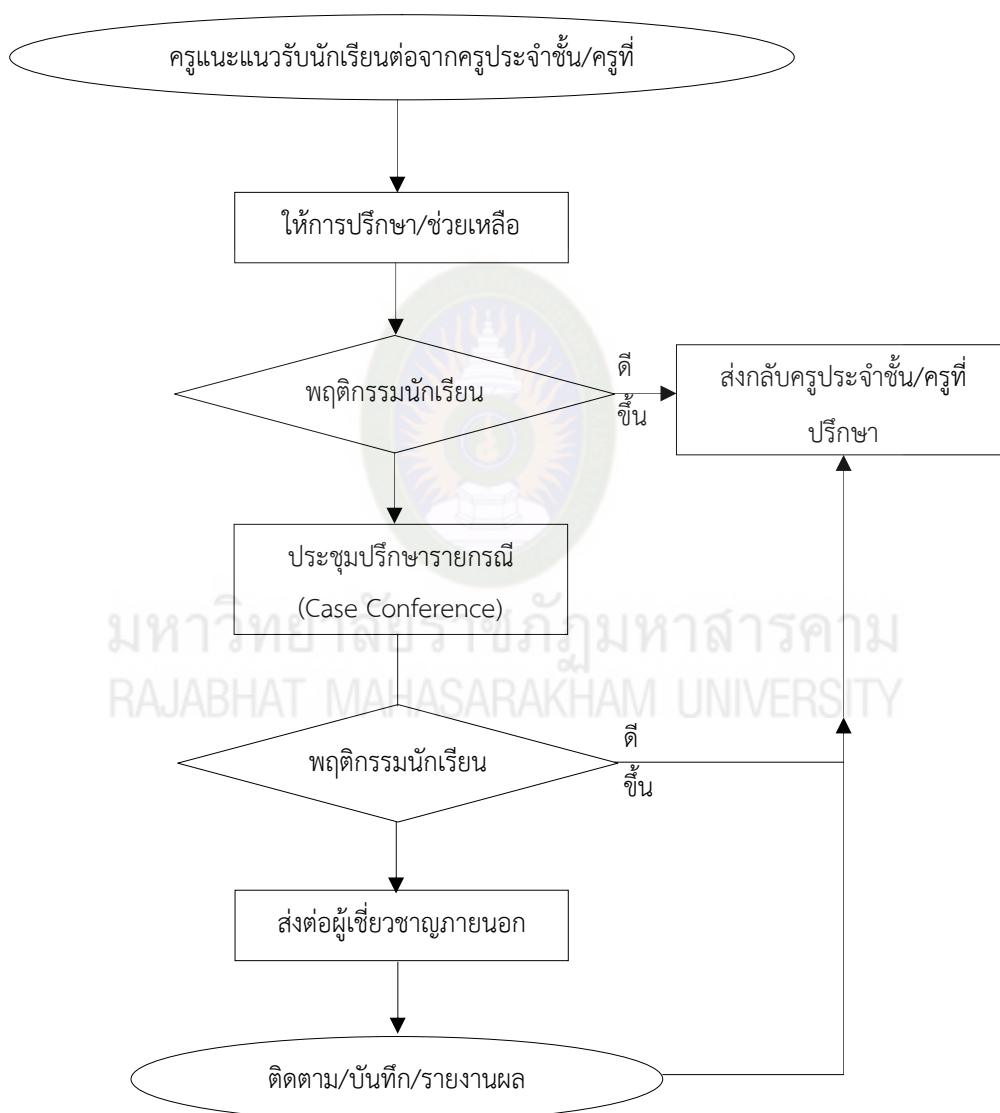 ครูแนะแนวรับนักเรียนต่อจากครูประจำชั้น/ครูที่
ให้การปรึกษา/ช่วยเหลือ
พฤติกรรมนักเรียน
ดี
ขึ้น
ส่งกลับครูประจำชั้น/ครูที่
ปรึกษา
ประชุมปรึกษารายกรณี
(Case Conference)
มหาวิทยาลัยราชภัฏมหาสารคาม
RAJABHAT MAHASARAKHAM UNIVERSITY
พฤติกรรมนักเรียน
ดี
ขึ้น
ส่งต่อผู้เชี่ยวชาญภายนอก
ติดตาม/บันทึก/รายงานผล